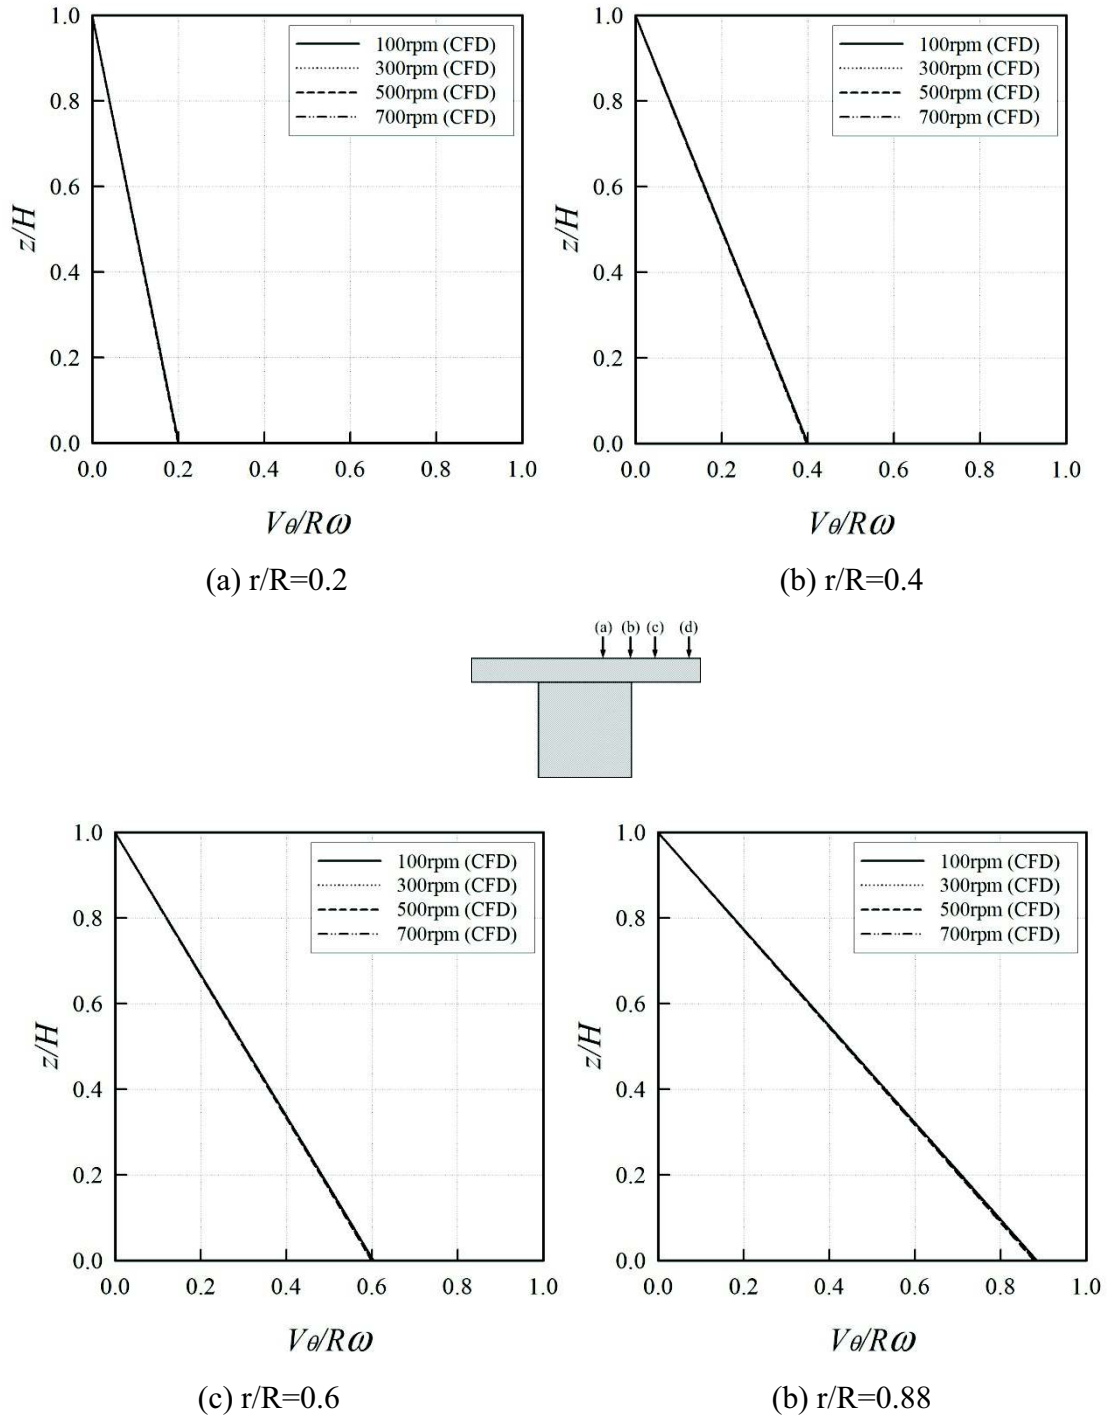 1.0
0.8
0.6
0.4
0.2
0.0
z/H
100rpm (CFD)
300rpm (CFD)
500rpm (CFD)
700rpm (CFD)
0.0 0.2 0.4 0.6 0.8 1.0
Vθ/Rω
(a) r/R=0.2
1.0
0.8
0.6
0.4
0.2
0.0
z/H
100rpm (CFD)
300rpm (CFD)
500rpm (CFD)
700rpm (CFD)
0.0 0.2 0.4 0.6 0.8 1.0
Vθ/Rω
(b) r/R=0.4
(a) (b) (c) (d)
1.0
0.8
0.6
0.4
0.2
0.0
z/H
100rpm (CFD)
300rpm (CFD)
500rpm (CFD)
700rpm (CFD)
0.0 0.2 0.4 0.6 0.8 1.0
Vθ/Rω
(c) r/R=0.6
1.0
0.8
0.6
0.4
0.2
0.0
z/H
100rpm (CFD)
300rpm (CFD)
500rpm (CFD)
700rpm (CFD)
0.0 0.2 0.4 0.6 0.8 1.0
Vθ/Rω
(b) r/R=0.88